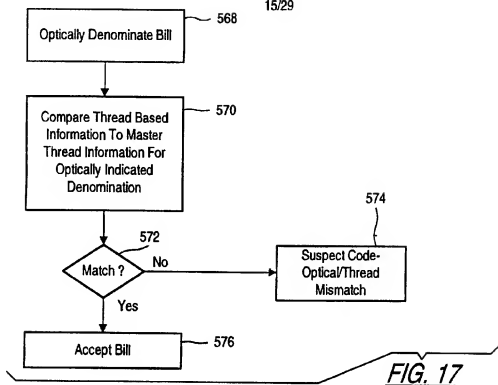 15/29
568
Optically Denominate Bill
570
Compare Thread Based
Information To Master
Thread Information For
Optically Indicated
Denomination
572
Match ?
No
574
Suspect Code-
Optical/Thread
Mismatch
Yes
576
Accept Bill
FIG. 17